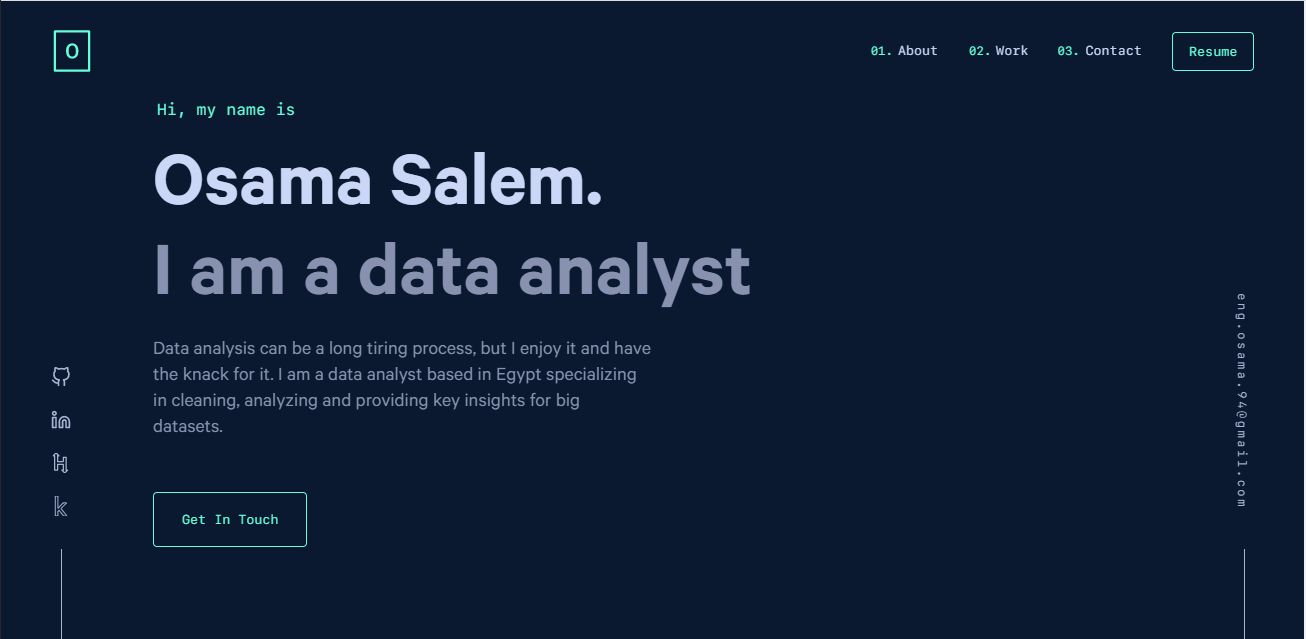 O
01. About 02. Work 03. Contact Resume
Hi, my name is
Osama Salem.
I am a data analyst
Data analysis can be a long tiring process, but I enjoy it and have
the knack for it. I am a data analyst based in Egypt specializing
in cleaning, analyzing and providing key insights for big
datasets.
Get In Touch
eng.osama.94@gmail.com